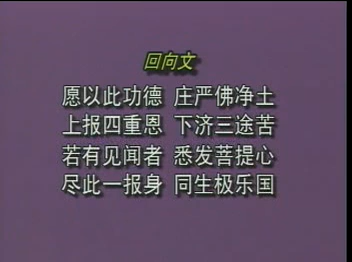 回向文
愿以此功德 庄严佛净土
上报四重恩 下济三途苦
若有见闻者 悉发菩提心
尽此一报身 同生极乐国